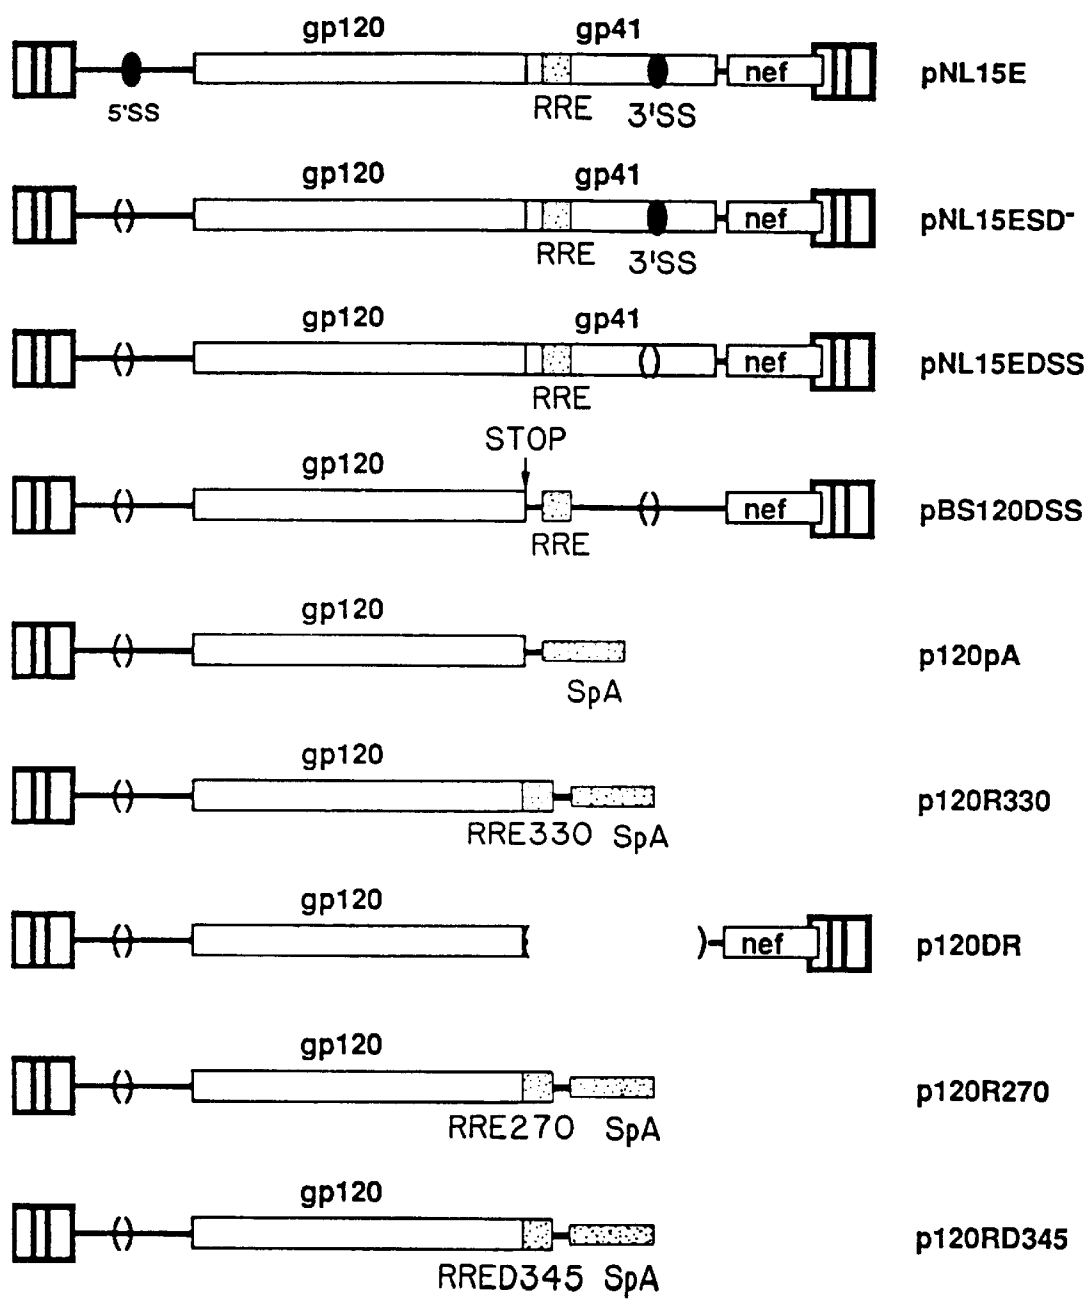 gp120 gp41
nef pNL15E
5'SS RRE 3'SS
gp120 gp41
nef pNL15ESD-
RRE 3'SS
gp120 gp41
nef pNL15EDSS
RRE
STOP
gp120
nef pBS120DSS
RRE
gp120
p120pA
SpA
gp120
p120R330
RRE330 SpA
gp120
nef p120DR
gp120
p120R270
RRE270 SpA
gp120
p120RD345
RRED345 SpA